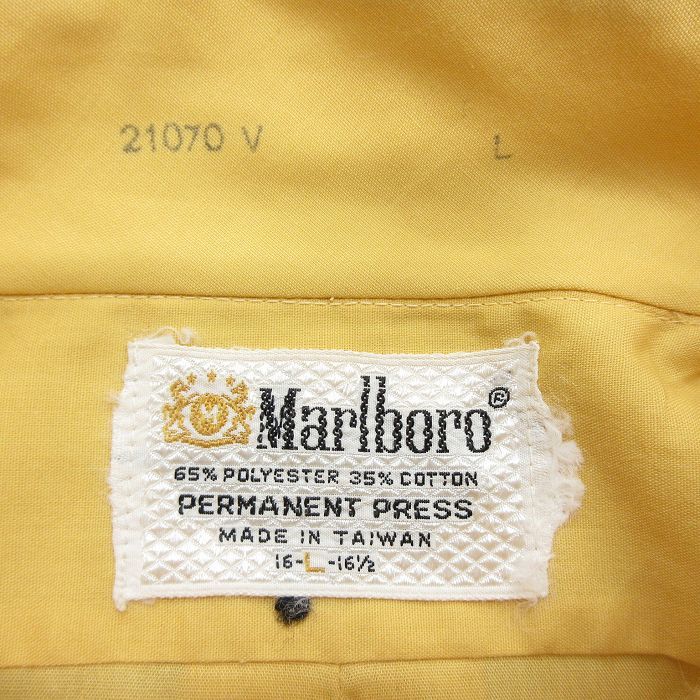 21070 V L
Marlboro®
65% POLYESTER 35% COTTON
PERMANENT PRESS
MADE IN TAIWAN
16-L-16½